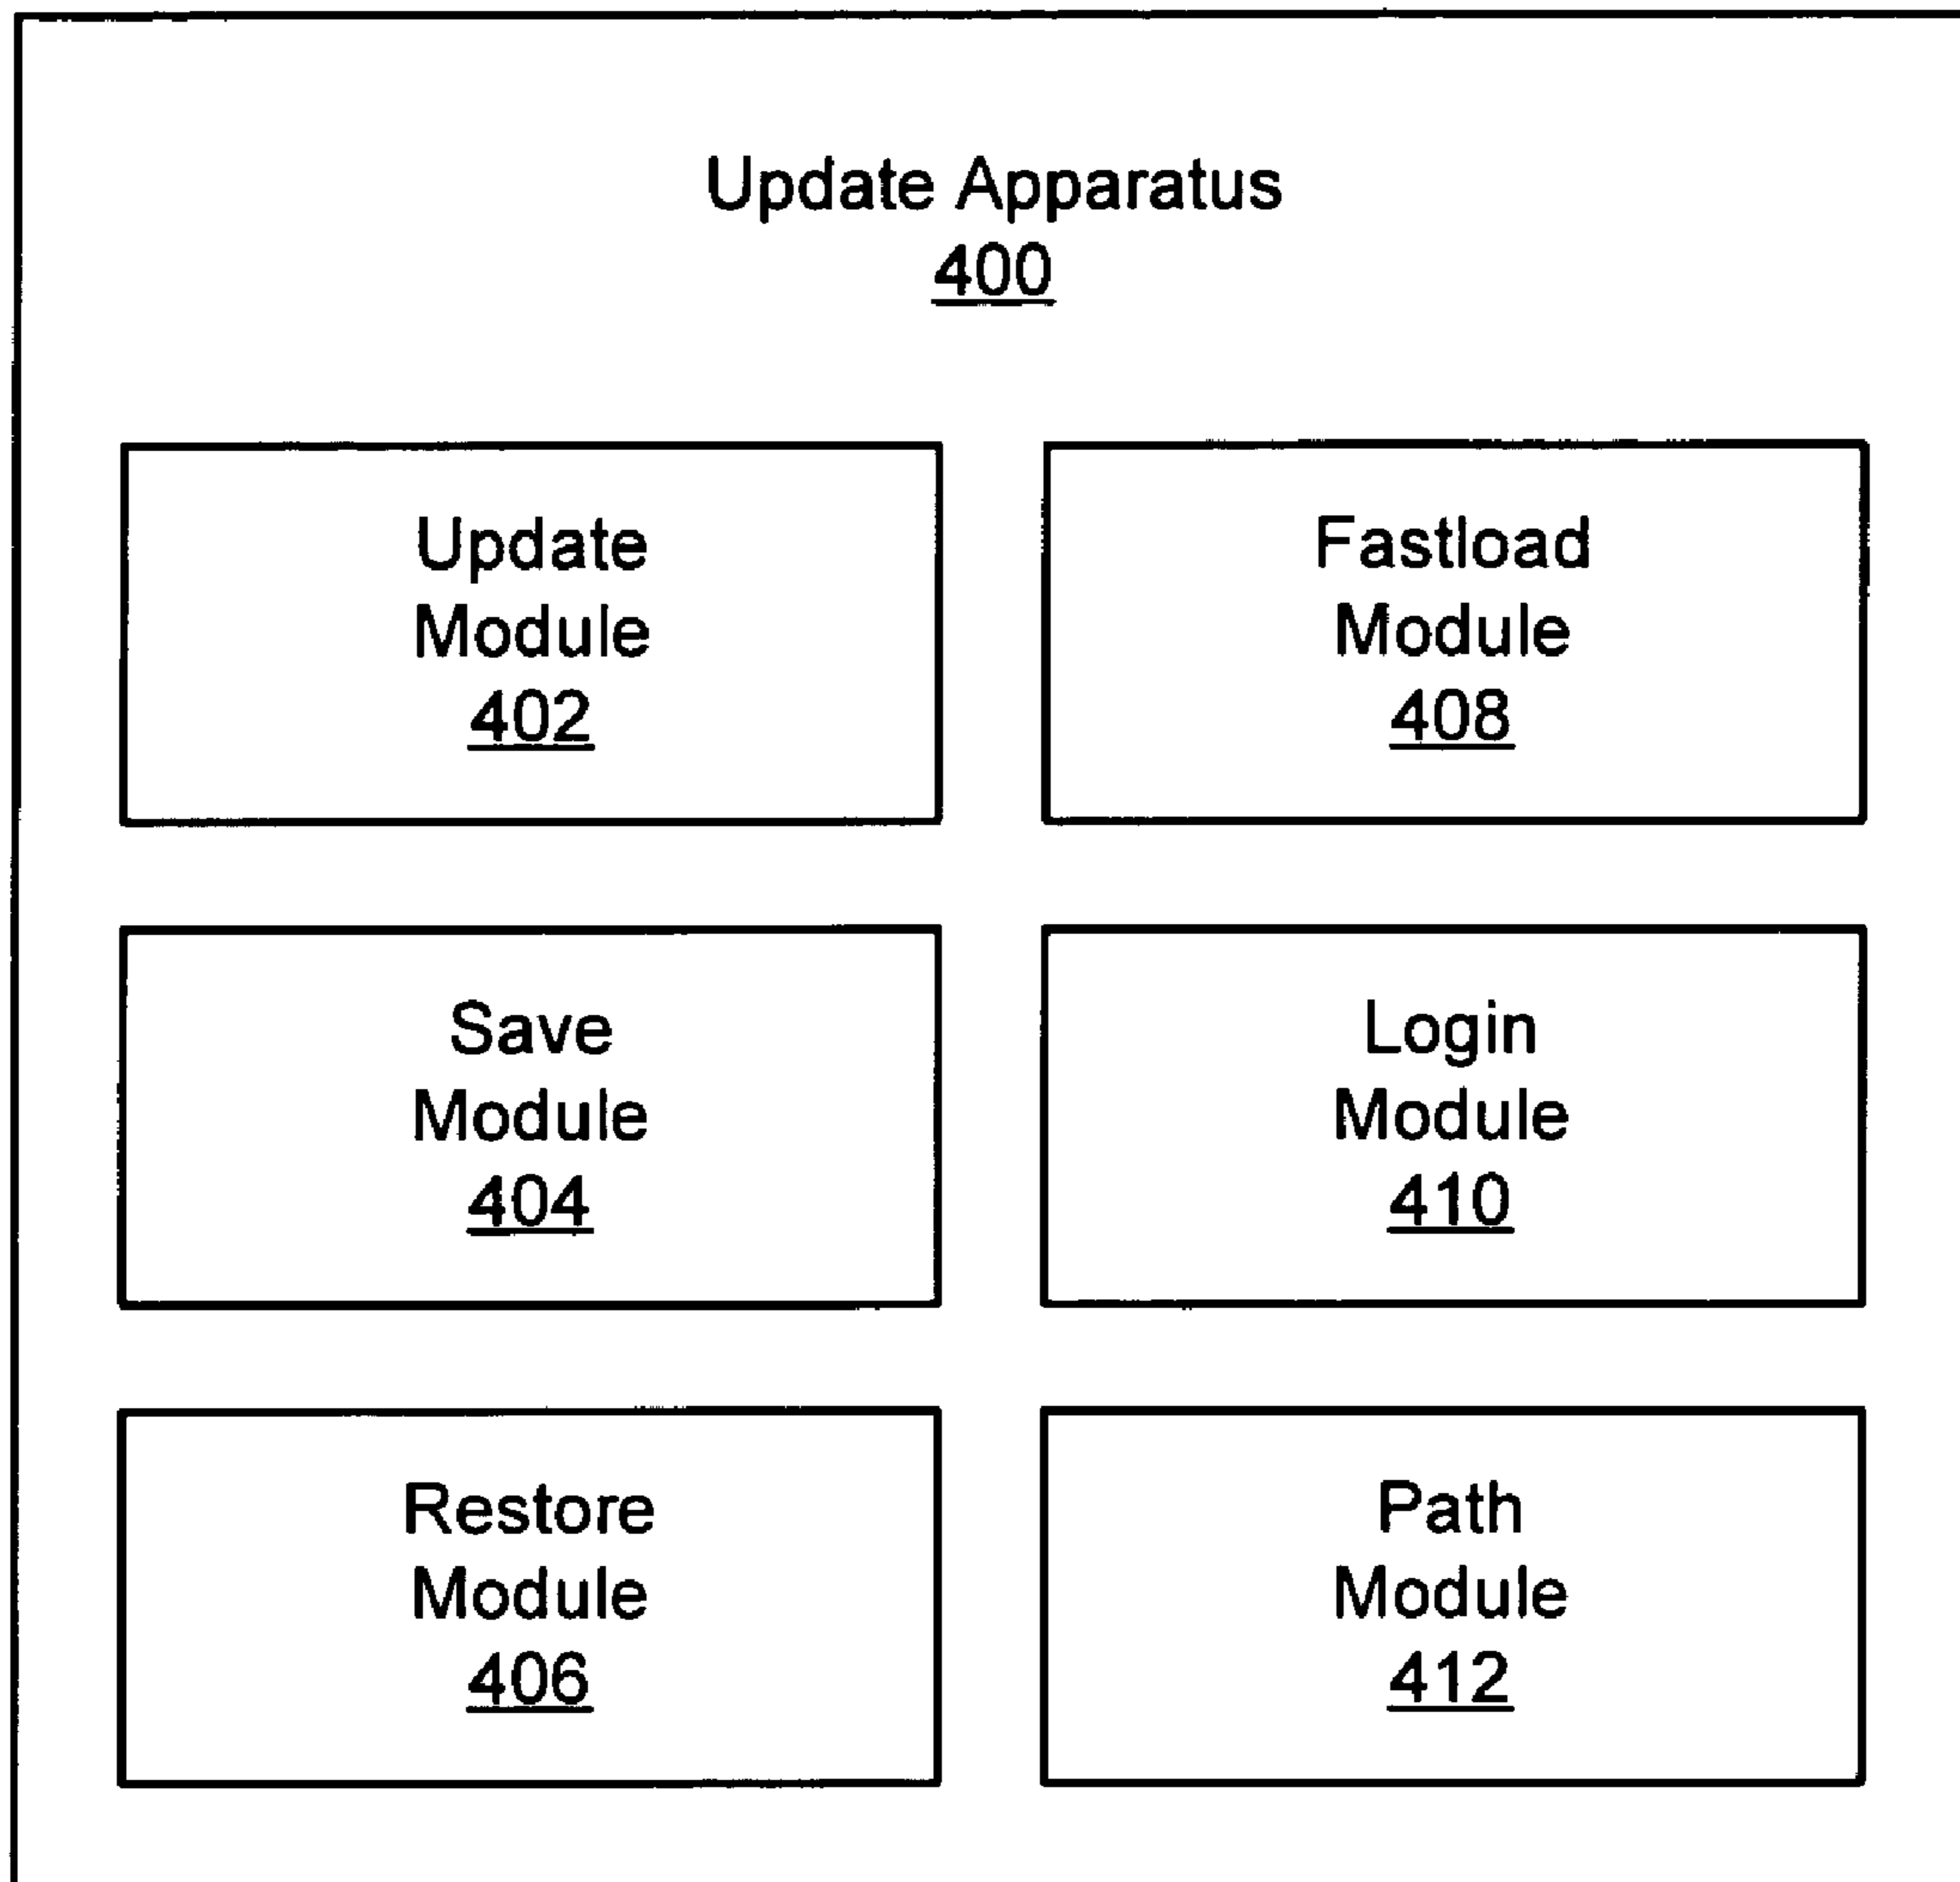 Update Apparatus
400
Update
Module
402
Fastload
Module
408
Save
Module
404
Login
Module
410
Restore
Module
406
Path
Module
412